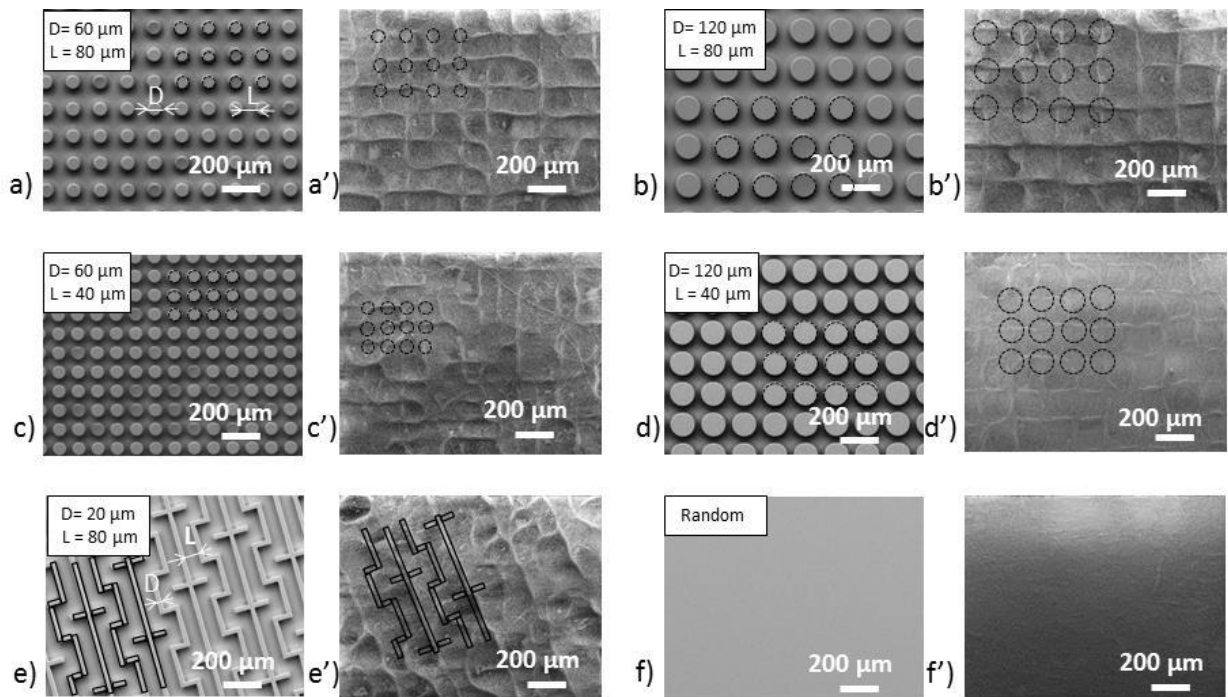 D= 60 µm
L = 80 µm
D
L
200 µm
a)
200 µm
a')
D= 120 µm
L = 80 µm
200 µm
b)
200 µm
b')
D= 60 µm
L = 40 µm
200 µm
c)
200 µm
c')
D= 120 µm
L = 40 µm
200 µm
d)
200 µm
d')
D= 20 µm
L = 80 µm
L
D
200 µm
e)
200 µm
e')
Random
200 µm
f)
200 µm
f')